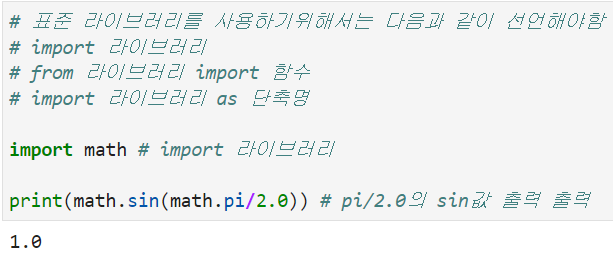 # 표준 라이브러리를 사용하기위해서는 다음과 같이 선언해야함
# import 라이브러리
# from 라이브러리 import 함수
# import 라이브러리 as 단축명
import math # import 라이브러리
print(math.sin(math.pi/2.0)) # pi/2.0의 sin값 출력 출력
1.0